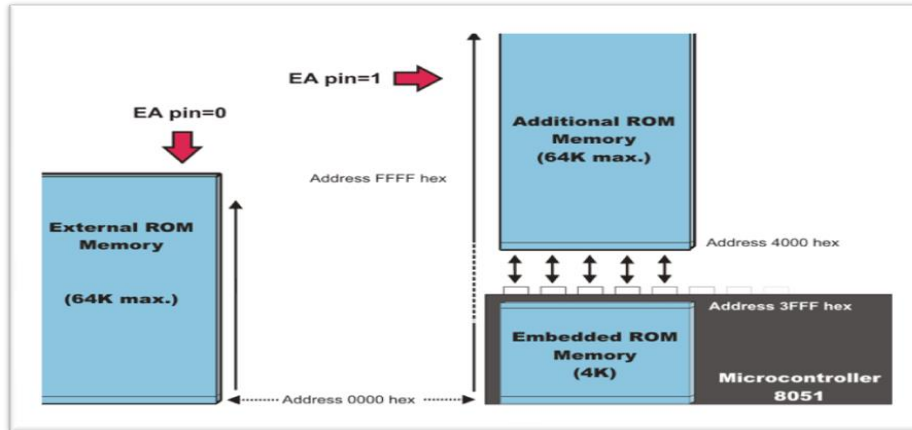 EA pin=1
EA pin=0
Additional ROM
Memory
(64K max.)
Address FFFF hex
External ROM
Memory
(64K max.)
Address 4000 hex
Address 3FFF hex
Embedded ROM
Memory
(4K)
Microcontroller
8051
Address 0000 hex